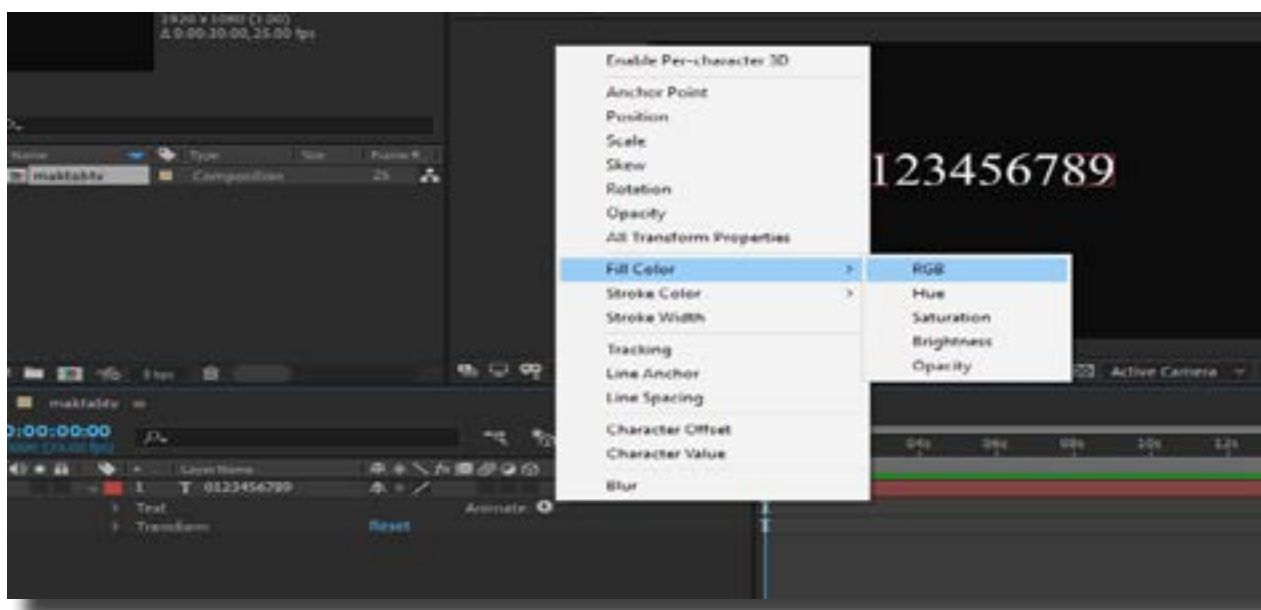 1920 x 1080 (1.00)
Δ 0:00:30:00, 25.00 fps
Name Type Size Frame R...
maktabtv Composition 25
Enable Per-character 3D
Anchor Point
Position
Scale
Skew
Rotation
Opacity
All Transform Properties
Fill Color
Stroke Color
Stroke Width
Tracking
Line Anchor
Line Spacing
Character Offset
Character Value
Blur
RGB
Hue
Saturation
Brightness
Opacity
123456789
8 bpc
Active Camera
maktabtv
0:00:00:00
Layer Name
1 T 0123456789
Text
Animate:
Transform
Reset
04s 06s 08s 10s 12s